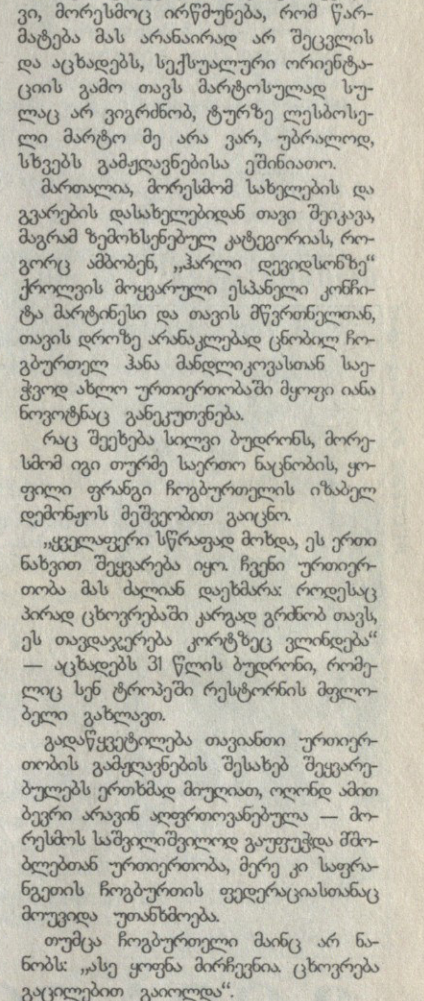 ვი, მორესმოც ირწმუნება, რომ წარ-
მატება მას არანაირად არ შეცვლის
და აცხადებს, სექსუალური ორიენტა-
ციის გამო თავს მარტოსულად სუ-
ლაც არ ვიგრძნობ, ტურზე ლესბოსე-
ლი მარტო მე არა ვარ, უბრალოდ,
სხვებს გამჟღავნებისა ეშინიათო.
მართალია, მორესმომ სახელების და
გვარების დასახელებიდან თავი შეიკავა,
მაგრამ ზემოხსენებულ კატეგორიას, რო-
გორც ამბობენ, „ჰარლი დევიდსონზე“
ქროლვის მოყვარული ესპანელი კონჩი-
ტა მარტინესი და თავის მწვრთნელთან,
თავის დროზე არანაკლებად ცნობილ ჩო-
გბურთელ ჰანა მანდლიკოვასთან საე-
ჭვოდ ახლო ურთიერთობაში მყოფი იანა
ნოვოტნაც განეკუთვნება.
რაც შეეხება სილვი ბუდრონს, მორე-
სმომ იგი თურმე საერთო ნაცნობის, ყო-
ფილი ფრანგი ჩოგბურთელის იზაბელ
დემონჟოს მეშვეობით გაიცნო.
„ყველაფერი სწრაფად მოხდა, ეს ერთი
ნახვით შეყვარება იყო. ჩვენი ურთიერ-
თობა მას ძალიან დაეხმარა: როდესაც
პირად ცხოვრებაში კარგად გრძნობ თავს,
ეს თავდაჯერება კორტზეც ვლინდება“
— აცხადებს 31 წლის ბუდრონი, რომე-
ლიც სენ ტროპეში რესტორნის მფლო-
ბელი გახლავთ.
გადაწყვეტილება თავიანთი ურთიერ-
თობის გამჟღავნების შესახებ შეყვარე-
ბულებს ერთხმად მიუღიათ, ოღონდ ამით
ბევრი არავინ აღფრთოვანებულა — მო-
რესმოს საშვილიშვილოდ გაუფუჭდა მშო-
ბლებთან ურთიერთობა, მერე კი საფრა-
ნგეთის ჩოგბურთის ფედერაციასთანაც
მოუვიდა უთანხმოება.
თუმცა ჩოგბურთელი მაინც არ ნა-
ნობს: „ასე ყოფნა მირჩევნია. ცხოვრება
გაცილებით გაიოლდა“.